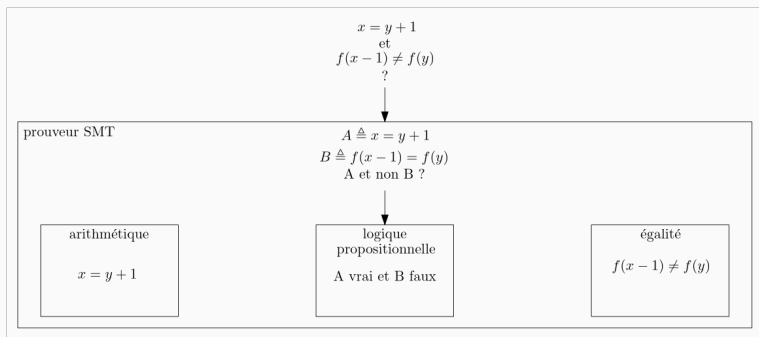 x = y + 1
et
f(x − 1) ≠ f(y)
?
prouveur SMT
A ≜ x = y + 1
B ≜ f(x − 1) = f(y)
A et non B ?
arithmétique
x = y + 1
logique
propositionnelle
A vrai et B faux
égalité
f(x − 1) ≠ f(y)